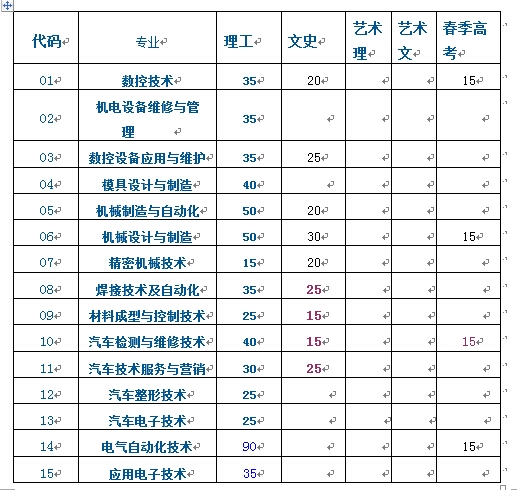 代码 专业 理工 文史 艺术理 艺术文 春季高考
01 数控技术 35 20 15
02 机电设备维修与管理 35
03 数控设备应用与维护 35 25
04 模具设计与制造 40
05 机械制造与自动化 50 20
06 机械设计与制造 50 30 15
07 精密机械技术 15 20
08 焊接技术及自动化 35 25
09 材料成型与控制技术 25 15
10 汽车检测与维修技术 40 15 15
11 汽车技术服务与营销 30 25
12 汽车整形技术 25
13 汽车电子技术 25
14 电气自动化技术 90 15
15 应用电子技术 35